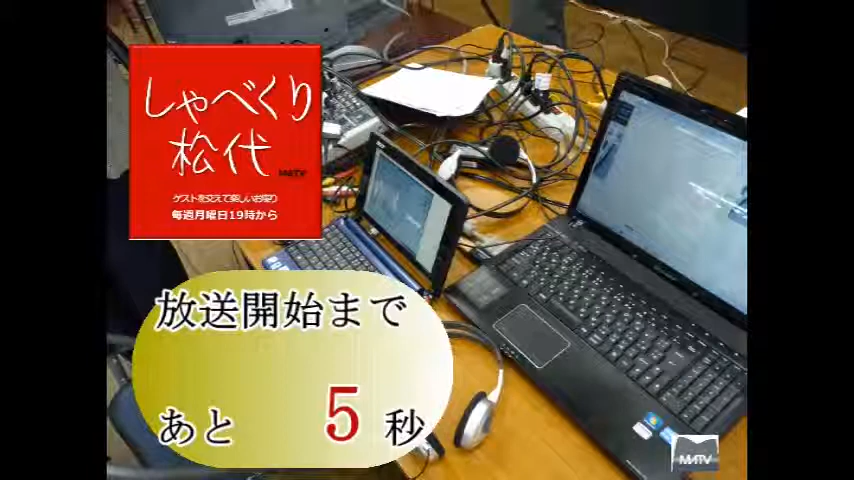 しゃべくり
松代
MATV
ゲストを交えて楽しいお喋り
毎週月曜日19時から
放送開始まで
あと 5 秒
MATV